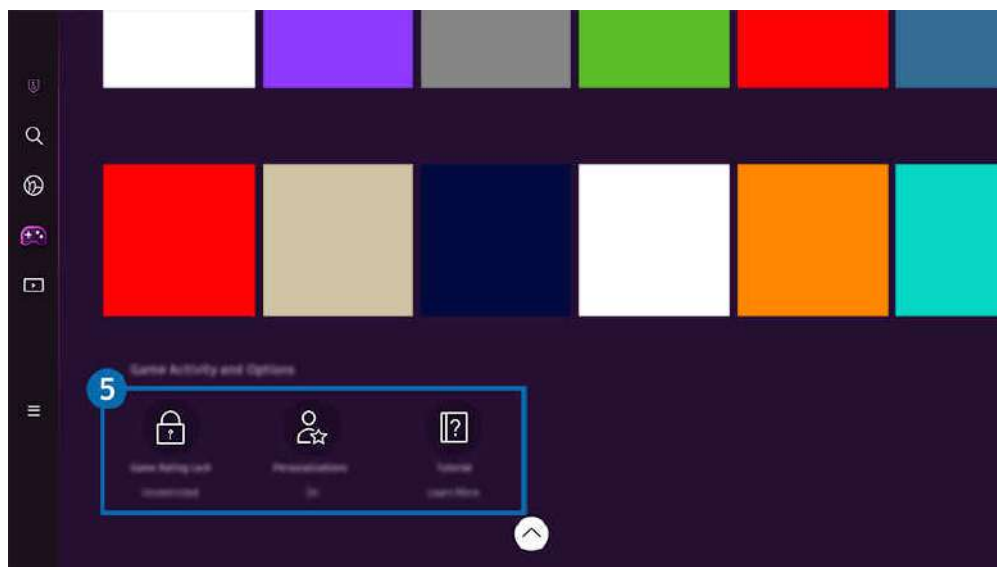 Game Activity and Options
5
Game Rating Lock
Personalizations
Tutorial
Unrestricted
On
Learn More